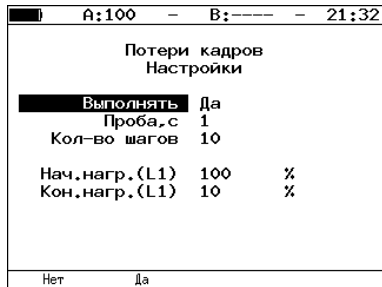 A:100 – B:---- – 21:32
Потери кадров
Настройки
Выполнять Да
Проба,с 1
Кол-во шагов 10
Нач.нагр.(L1) 100 %
Кон.нагр.(L1) 10 %
Нет Да